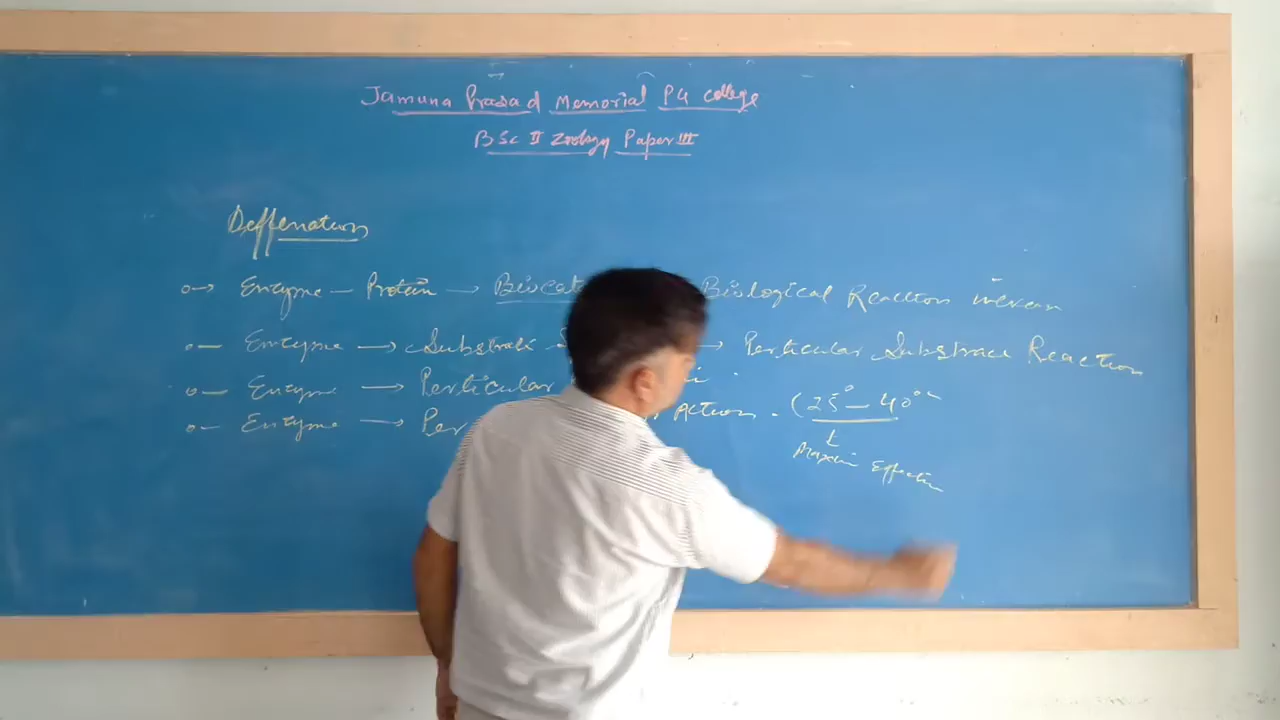 Jamuna Prasad Memorial PG College
BSc II Zoology Paper III
Deffenation
Enzyme — Protein → Biocat Biological Reaction increase
Enzyme → Substrate → Perticular Substrace Reaction
Enzyme → Perticular
Enzyme → Per Action . (25° — 40°C
Maxim Effective